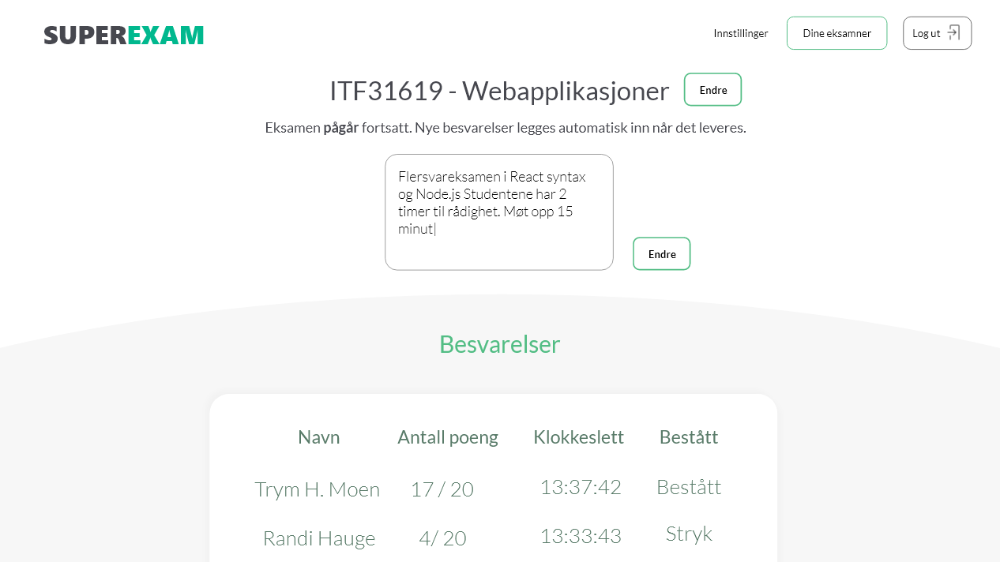 SUPEREXAM
Innstillinger
Dine eksamner
Log ut
ITF31619 - Webapplikasjoner
Endre
Eksamen pågår fortsatt. Nye besvarelser legges automatisk inn når det leveres.
Flersvareksamen i React syntax
og Node.js Studentene har 2
timer til rådighet. Møt opp 15
minut
Endre
Besvarelser
Navn Antall poeng Klokkeslett Bestått
Trym H. Moen 17 / 20 13:37:42 Bestått
Randi Hauge 4/ 20 13:33:43 Stryk